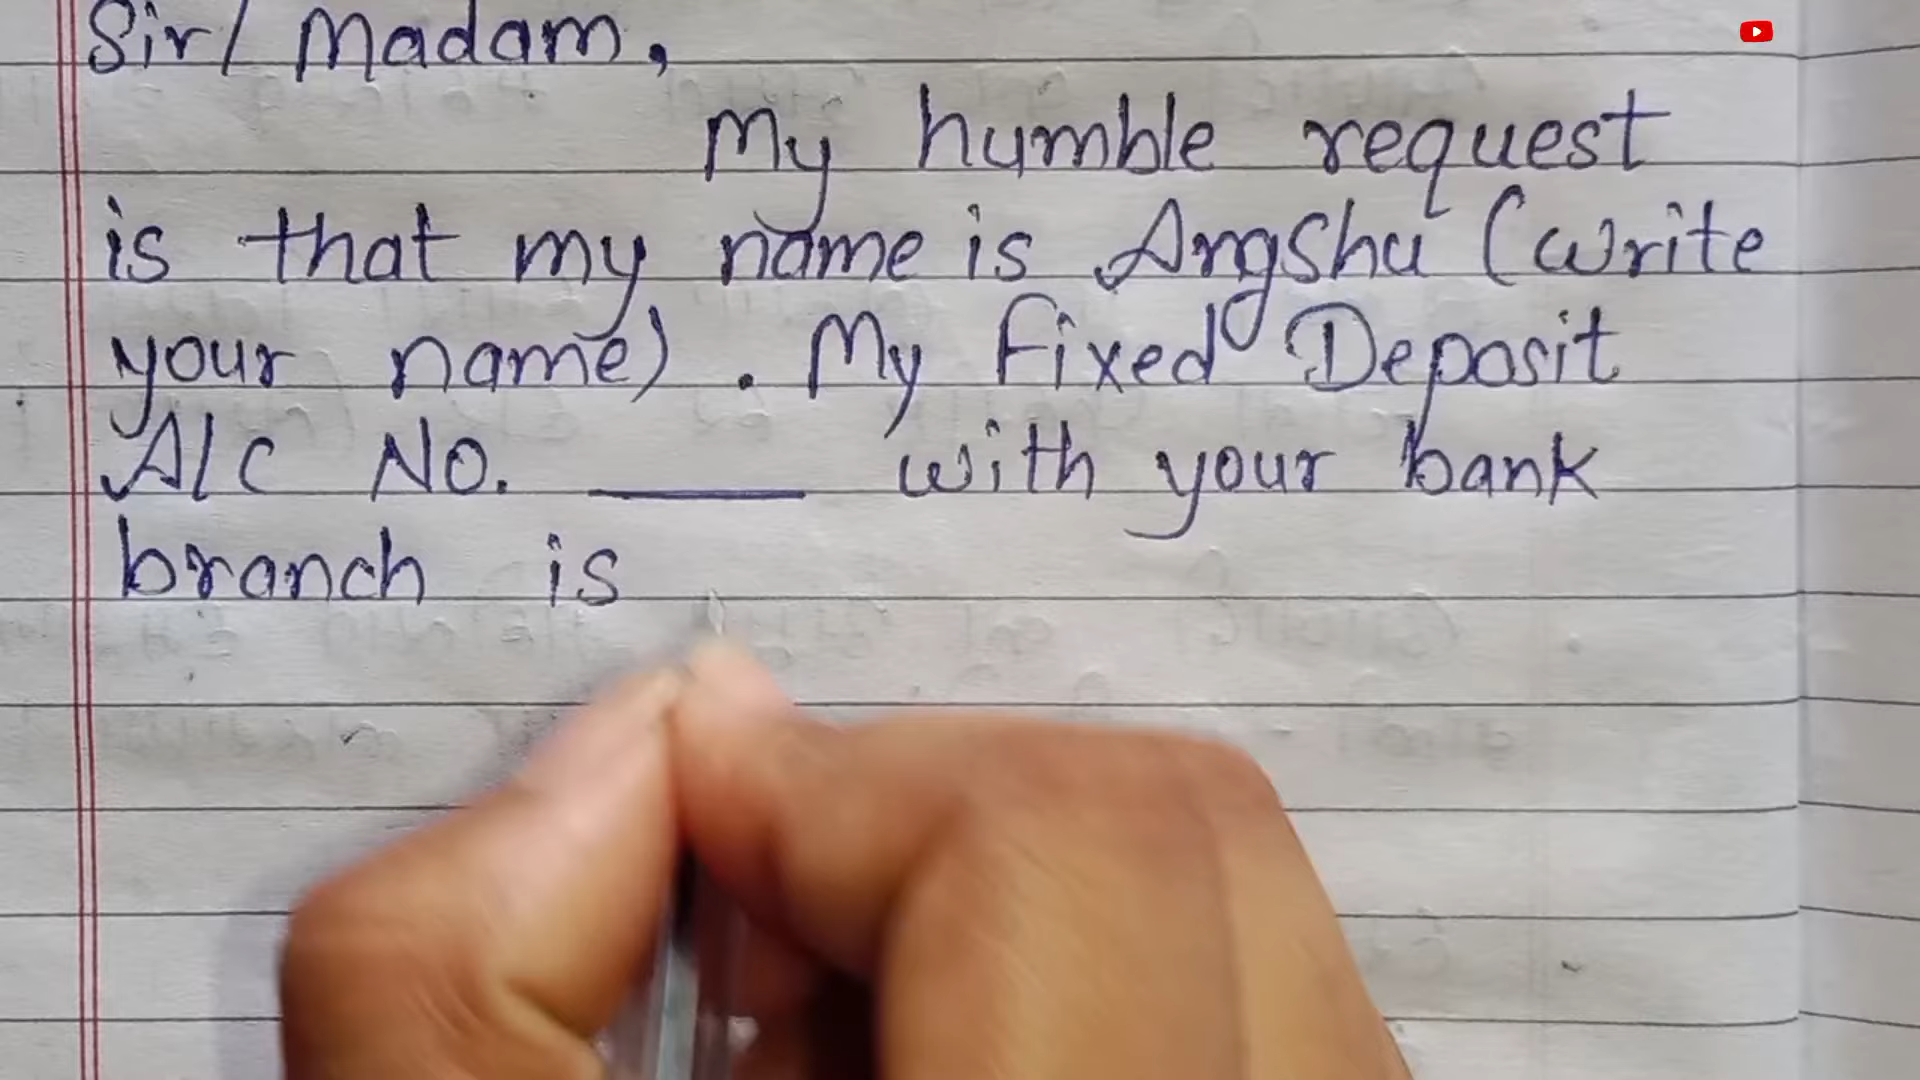 Sir/ Madam,
My humble request
is that my name is Angshu (write
your name). My Fixed Deposit
A/C No. _____ with your bank
branch is